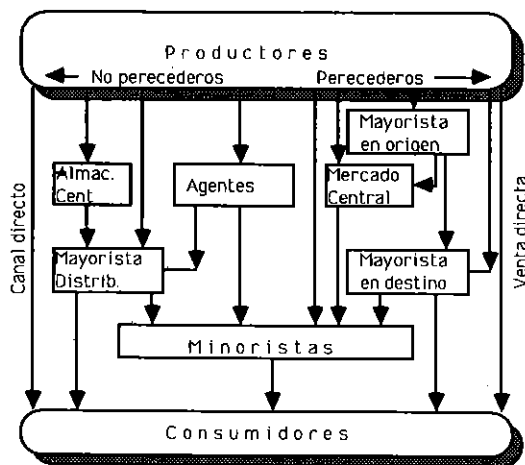 Productores
No perecederos
Perecederos
Mayorista
en origen
Almac.
Cent
Agentes
Mercado
Central
Canal directo
Venta directa
Mayorista
Distrib.
Mayorista
en destino
Minoristas
Consumidores